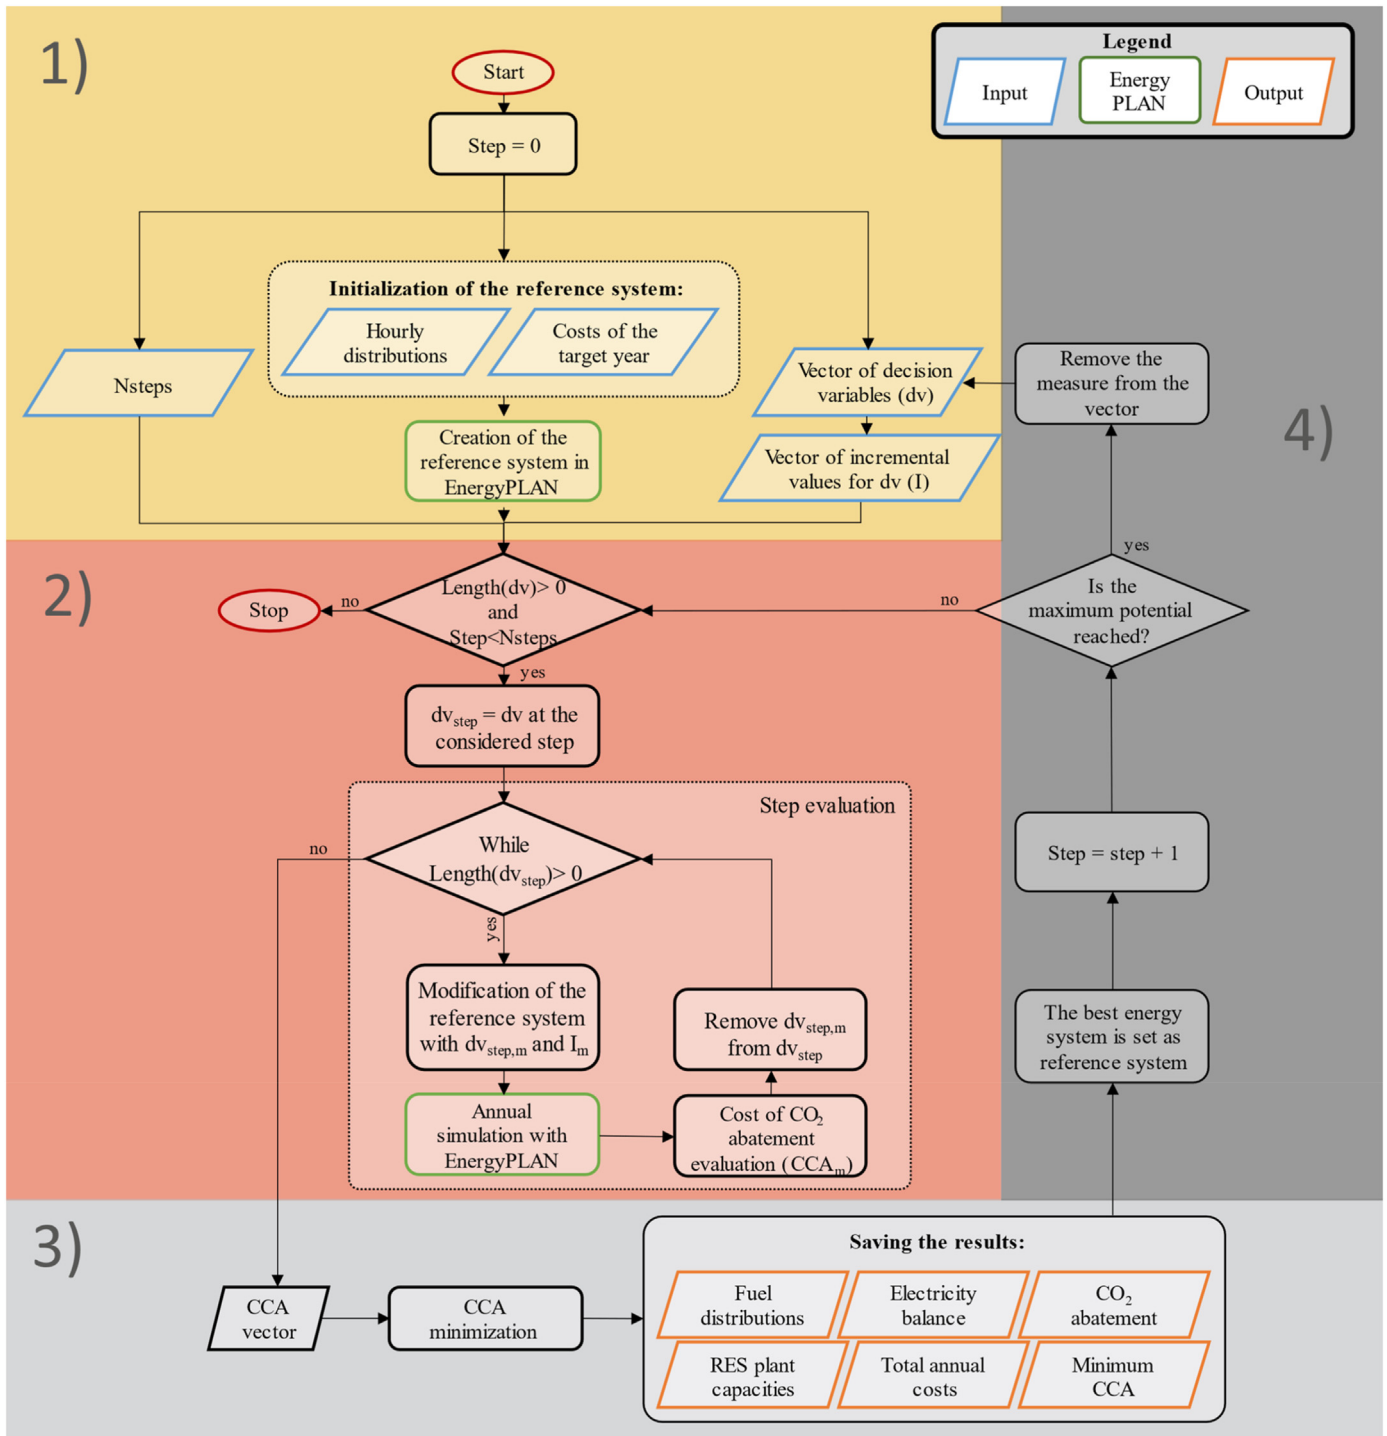 1)
Start
Step = 0
Legend
Input
Energy
PLAN
Output
Initialization of the reference system:
Hourly
distributions
Costs of the
target year
Nsteps
Vector of decision
variables (dv)
Remove the
measure from the
vector
4)
Creation of the
reference system in
EnergyPLAN
Vector of incremental
values for dv (I)
2)
Stop
no
Length(dv)> 0
and
Step<Nsteps
yes
no
Is the
maximum potential
reached?
yes
dvstep = dv at the
considered step
Step evaluation
While
Length(dvstep)> 0
no
yes
Step = step + 1
Modification of the
reference system
with dvstep,m and Im
Remove dvstep,m
from dvstep
The best energy
system is set as
reference system
Annual
simulation with
EnergyPLAN
Cost of CO2
abatement
evaluation (CCAm)
3)
CCA
vector
CCA
minimization
Saving the results:
Fuel
distributions
Electricity
balance
CO2
abatement
RES plant
capacities
Total annual
costs
Minimum
CCA